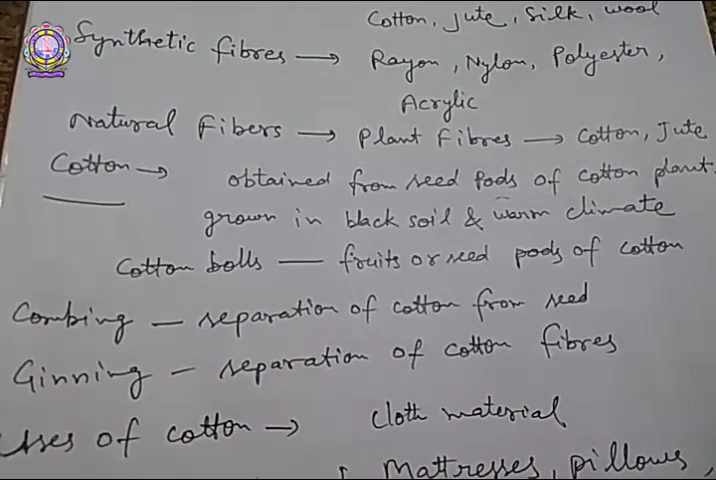 Cotton, Jute, Silk, wool
Synthetic fibres → Rayon, Nylon, Polyester,
Acrylic
Natural Fibers → Plant Fibres → Cotton, Jute
Cotton → obtained from seed Pods of cotton plant.
grown in black soil & warm climate
Cotton bolls — fruits or seed pods of cotton
Combing — separation of cotton from seed
Ginning — separation of cotton fibres
Uses of cotton → cloth material
Mattresses, pillows,